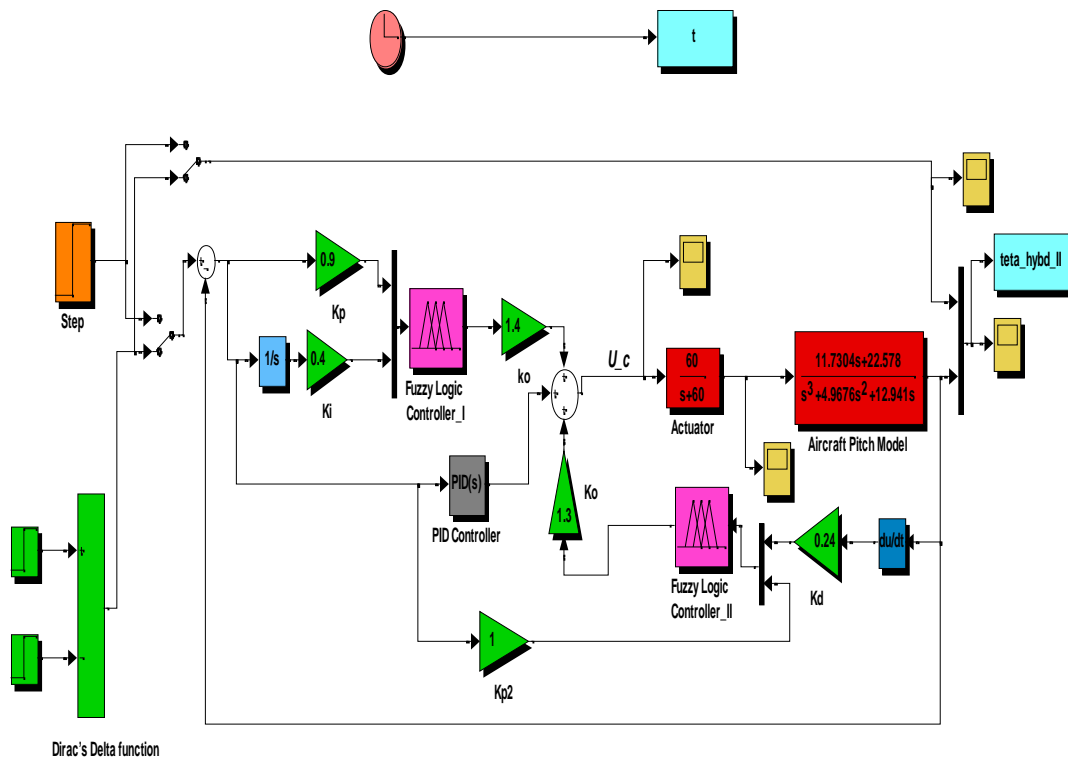 t
Step
0.9
Kp
1/s
0.4
Ki
Fuzzy Logic
Controller_I
1.4
ko
+
+
+
U_c
60
s+60
Actuator
11.7304s+22.578
s^3+4.9676s^2+12.941s
Aircraft Pitch Model
teta_hybd_II
PID(s)
PID Controller
Ko
1.3
Fuzzy Logic
Controller_II
0.24
Kd
du/dt
1
Kp2
+
-
Dirac's Delta function